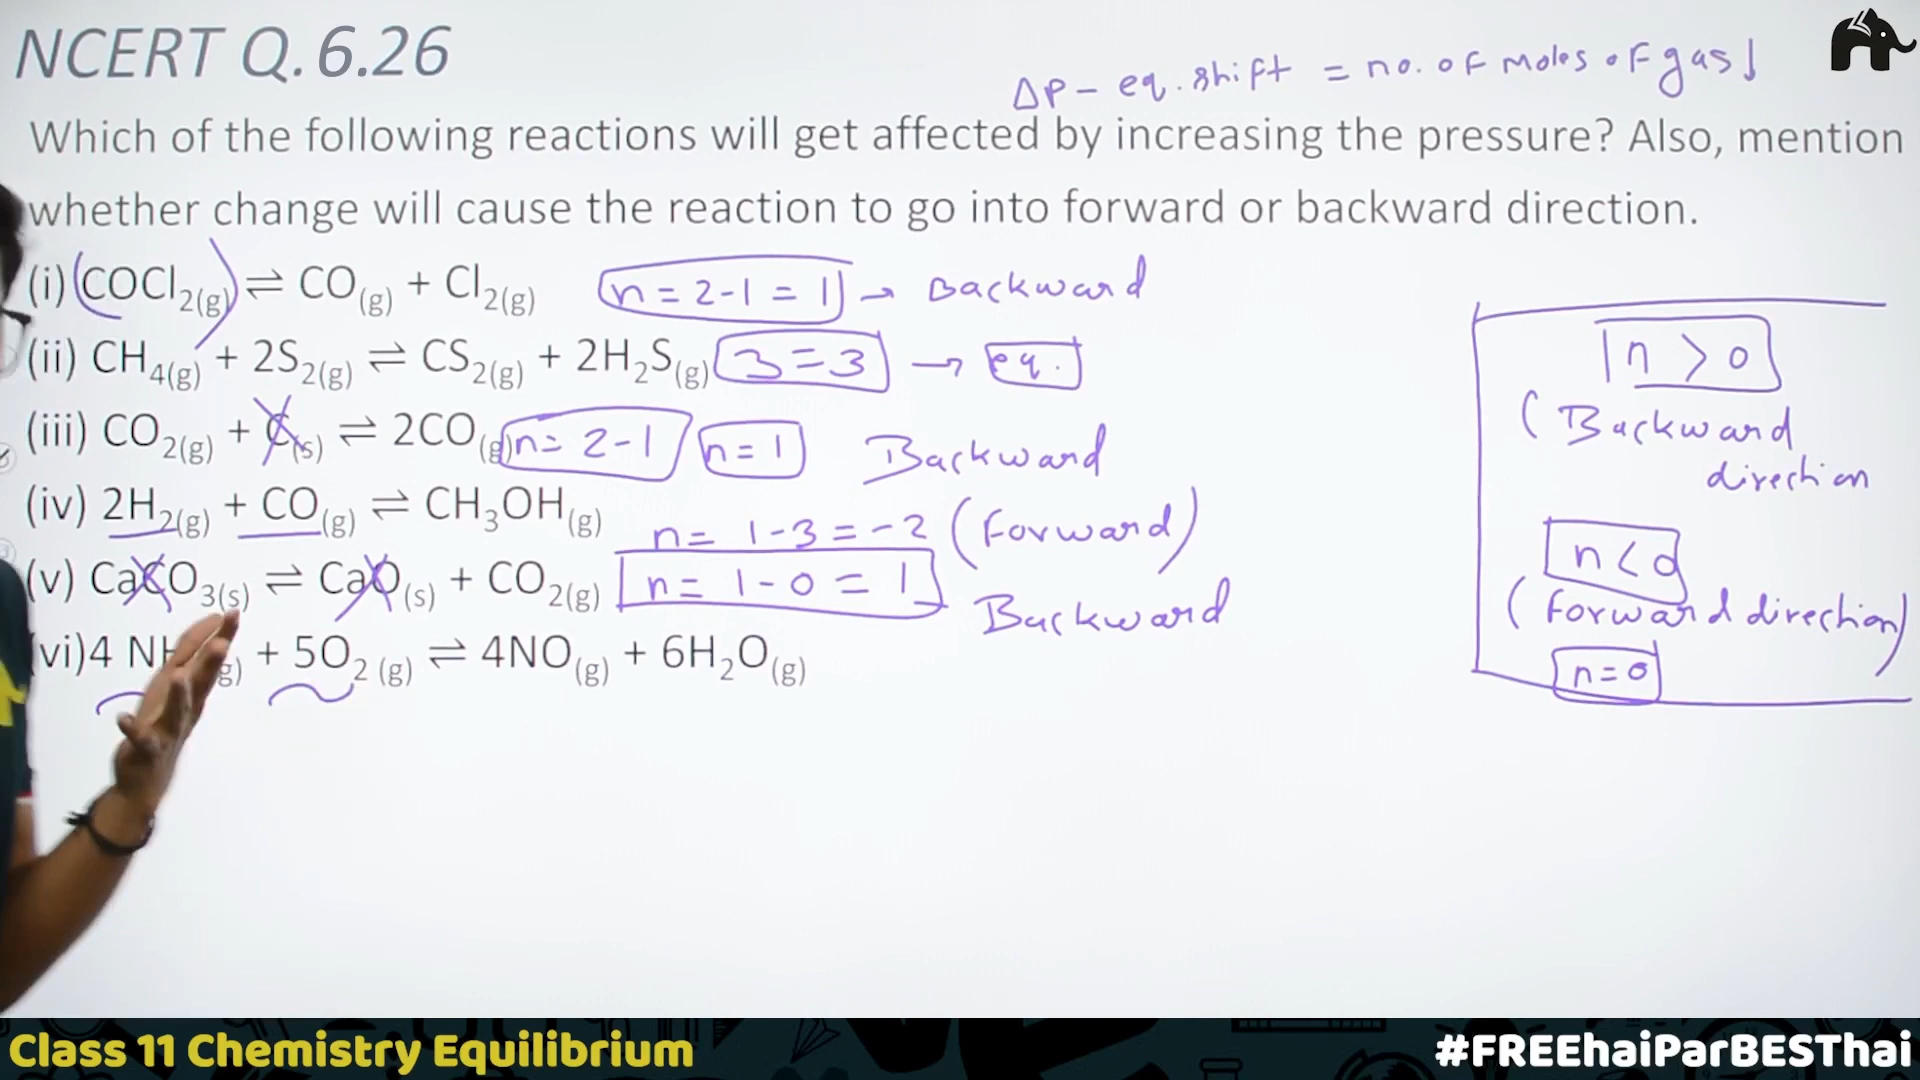 NCERT Q.6.26
ΔP - eq. shift = no. of moles of gas↓
Which of the following reactions will get affected by increasing the pressure? Also, mention
whether change will cause the reaction to go into forward or backward direction.
(i) COCl2(g) ⇌ CO(g) + Cl2(g) n = 2-1 = 1 → Backward
(ii) CH4(g) + 2S2(g) ⇌ CS2(g) + 2H2S(g) 3 = 3 → eq.
(iii) CO2(g) + C(s) ⇌ 2CO(g) n = 2-1 n = 1 Backward
(iv) 2H2(g) + CO(g) ⇌ CH3OH(g) n = 1-3 = -2 (Forward)
(v) CaCO3(s) ⇌ CaO(s) + CO2(g) n = 1-0 = 1 Backward
(vi)4 g) + 5O2 (g) ⇌ 4NO(g) + 6H2O(g)
n > 0
(Backward
direction
n < 0
(Forward direction)
n = 0
Class 11 Chemistry Equilibrium
#FREEhaiParBESThai